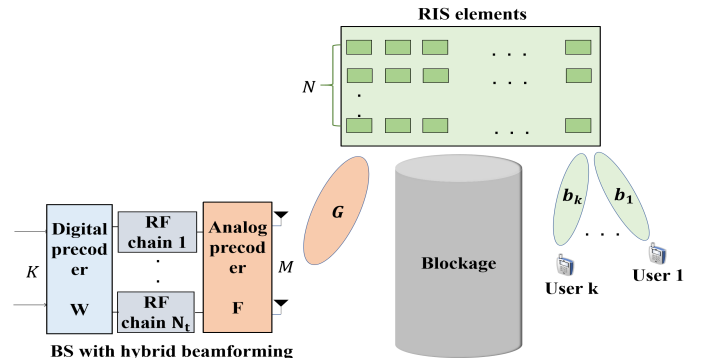 RIS elements
. . .
N
. . .
.
.
. . .
G
b_k
b_1
. . .
Blockage
User k
User 1
Digital
precod
er
W
K
RF
chain 1
.
.
RF
chain N_t
Analog
precod
er
F
M
BS with hybrid beamforming